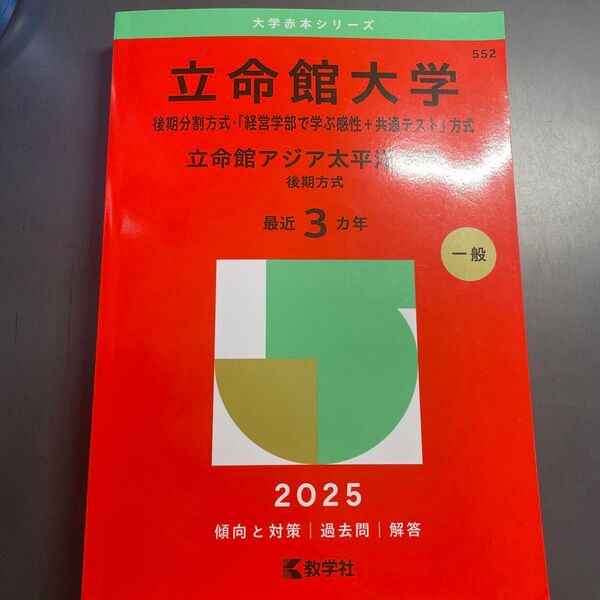 大学赤本シリーズ
552
立命館大学
後期分割方式・「経営学部で学ぶ感性+共通テスト」方式
立命館アジア太平洋
後期方式
最近 3 カ年
一般
2025
傾向と対策|過去問|解答
教学社